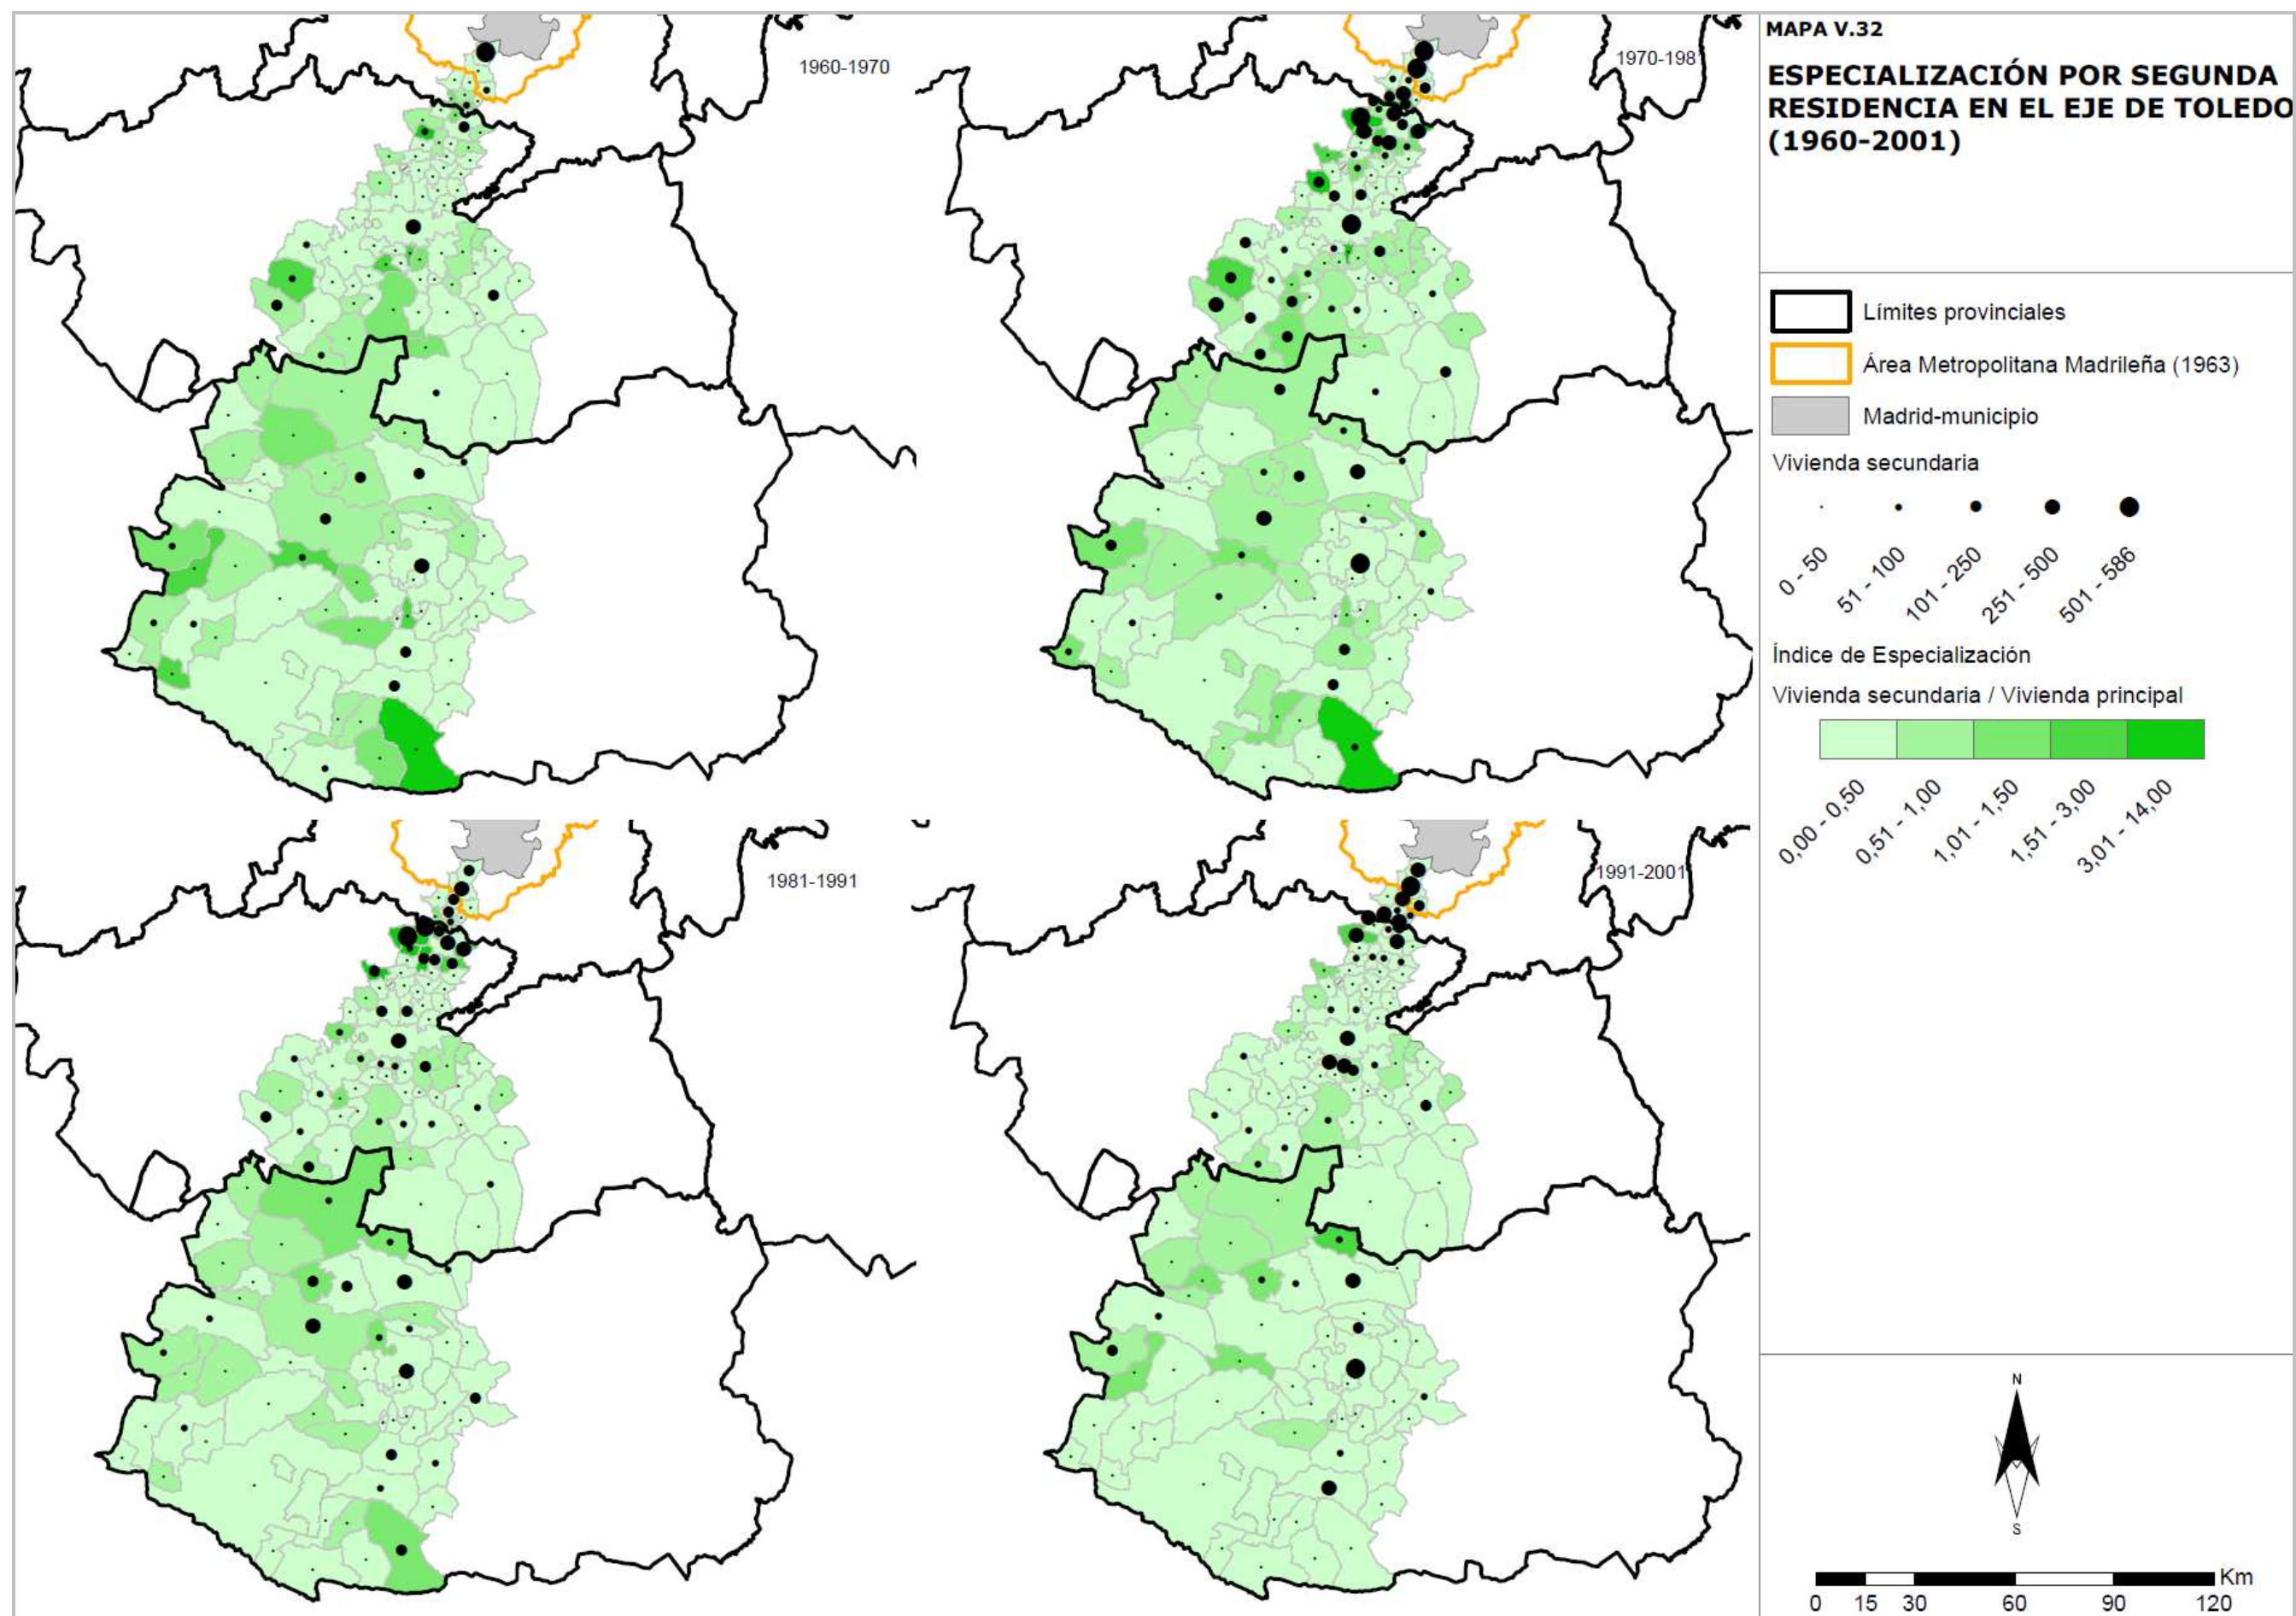 1960-1970
1970-198
1981-1991
1991-2001
MAPA V.32
ESPECIALIZACIÓN POR SEGUNDA
RESIDENCIA EN EL EJE DE TOLEDO
(1960-2001)
Límites provinciales
Área Metropolitana Madrileña (1963)
Madrid-municipio
Vivienda secundaria
0 - 50
51 - 100
101 - 250
251 - 500
501 - 586
Índice de Especialización
Vivienda secundaria / Vivienda principal
0,00 - 0,50
0,51 - 1,00
1,01 - 1,50
1,51 - 3,00
3,01 - 14,00
N
S
Km
0 15 30 60 90 120